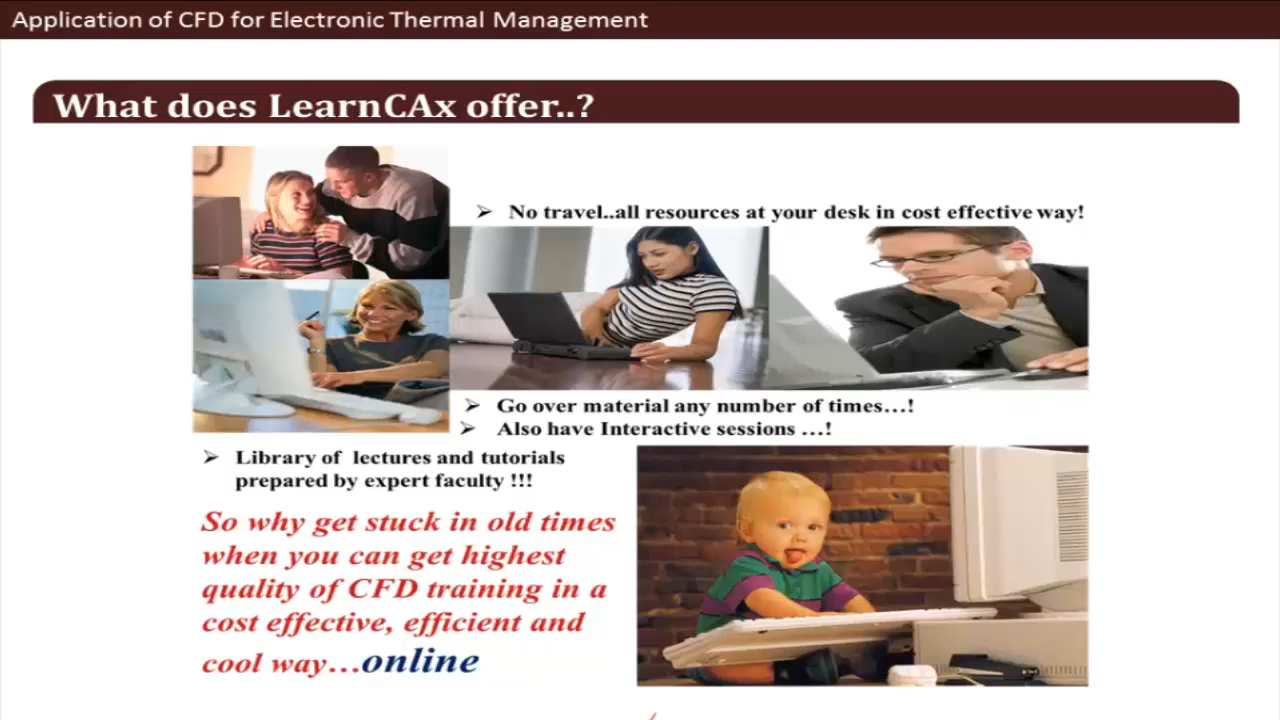 Application of CFD for Electronic Thermal Management
What does LearnCAx offer..?
➢ No travel..all resources at your desk in cost effective way!
➢ Go over material any number of times...!
➢ Also have Interactive sessions ...!
➢ Library of lectures and tutorials
prepared by expert faculty !!!
So why get stuck in old times
when you can get highest
quality of CFD training in a
cost effective, efficient and
cool way...online